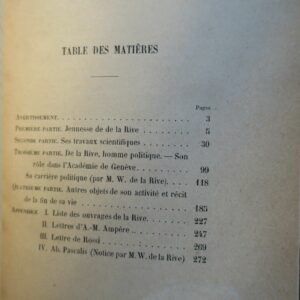 TABLE DES MATIÈRES
Pages
AVERTISSEMENT. 3
PREMIÈRE PARTIE. Jeunesse de de la Rive. 5
SECONDE PARTIE. Ses travaux scientifiques 39
TROISIÈME PARTIE. De la Rive, homme politique. — Son
rôle dans l'Académie de Genève. 99
Sa carrière politique (par M. W. de la Rive). 118
QUATRIÈME PARTIE. Autres objets de son activité et récit
de la fin de sa vie 185
APPENDICE. I. Liste des ouvrages de la Rive. 227
II. Lettres d'A.-M. Ampère 247
III. Lettre de Rossi 269
IV. Ab. Pascalis (Notice par M. W. de la Rive) 272